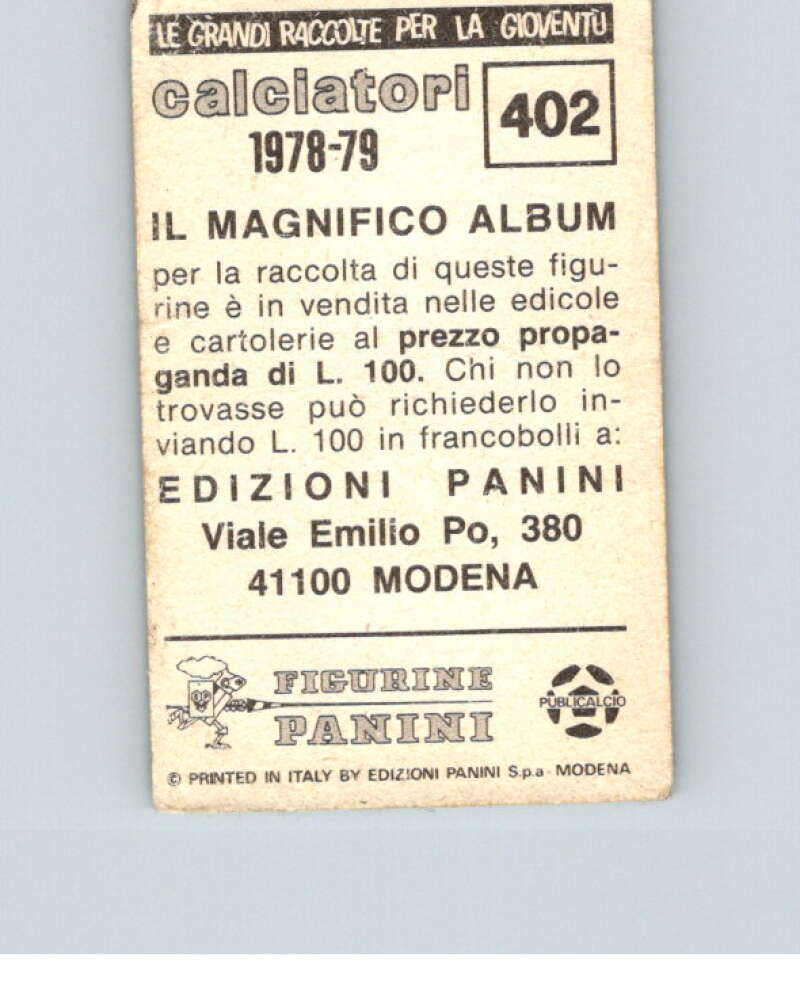 LE GRANDI RACCOLTE PER LA GIOVENTÙ
calciatori
402
1978-79
IL MAGNIFICO ALBUM
per la raccolta di queste figu-
rine è in vendita nelle edicole
e cartolerie al prezzo propa-
ganda di L. 100. Chi non lo
trovasse può richiederlo in-
viando L. 100 in francobolli a:
EDIZIONI PANINI
Viale Emilio Po, 380
41100 MODENA
FIGURINE
PANINI
PUBLICALCIO
© PRINTED IN ITALY BY EDIZIONI PANINI S.p.a - MODENA